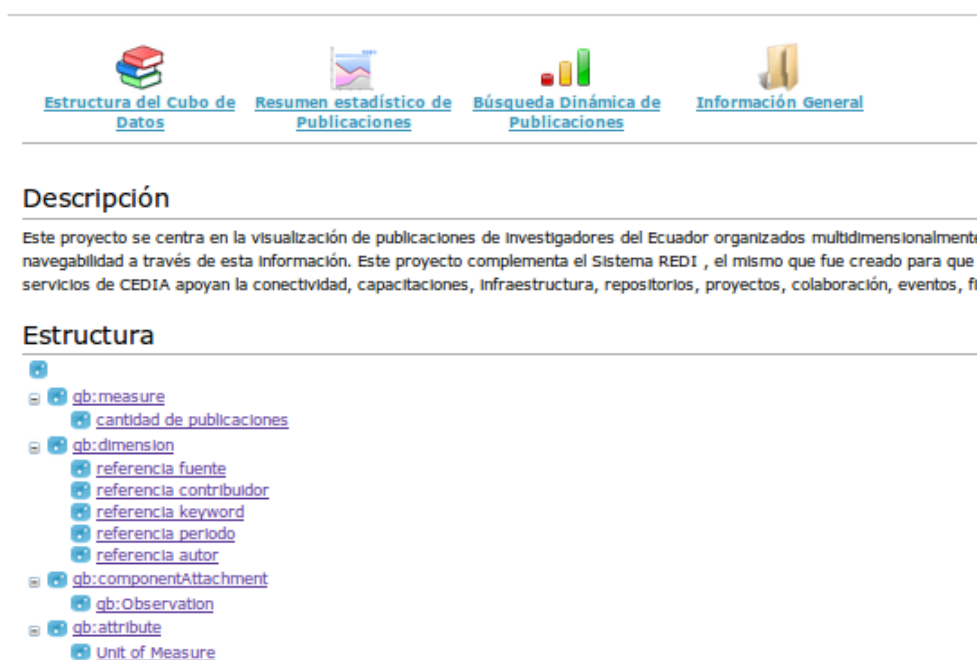 Estructura del Cubo de Datos
Resumen estadístico de Publicaciones
Búsqueda Dinámica de Publicaciones
Información General
Descripción
Este proyecto se centra en la visualización de publicaciones de investigadores del Ecuador organizados multidimensionalmente
navegabilidad a través de esta información. Este proyecto complementa el Sistema REDI , el mismo que fue creado para que
servicios de CEDIA apoyan la conectividad, capacitaciones, infraestructura, repositorios, proyectos, colaboración, eventos, fi
Estructura
qb:measure
cantidad de publicaciones
qb:dimension
referencia fuente
referencia contribuidor
referencia keyword
referencia periodo
referencia autor
qb:componentAttachment
qb:Observation
qb:attribute
Unit of Measure